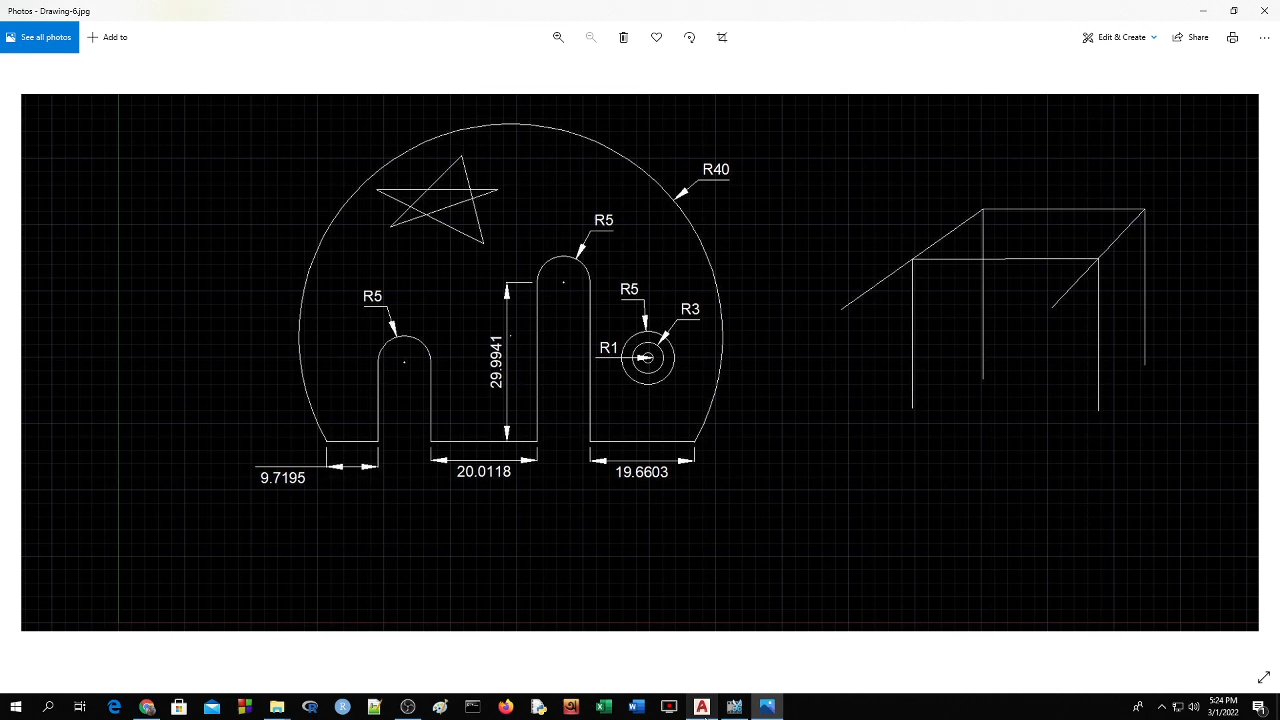 Photos - Drawing-6.jpg
See all photos
Add to
Edit & Create
Share
R40
R5
R5
R5
R3
R1
29.9941
9.7195
20.0118
19.6603
5:24 PM
3/1/2022